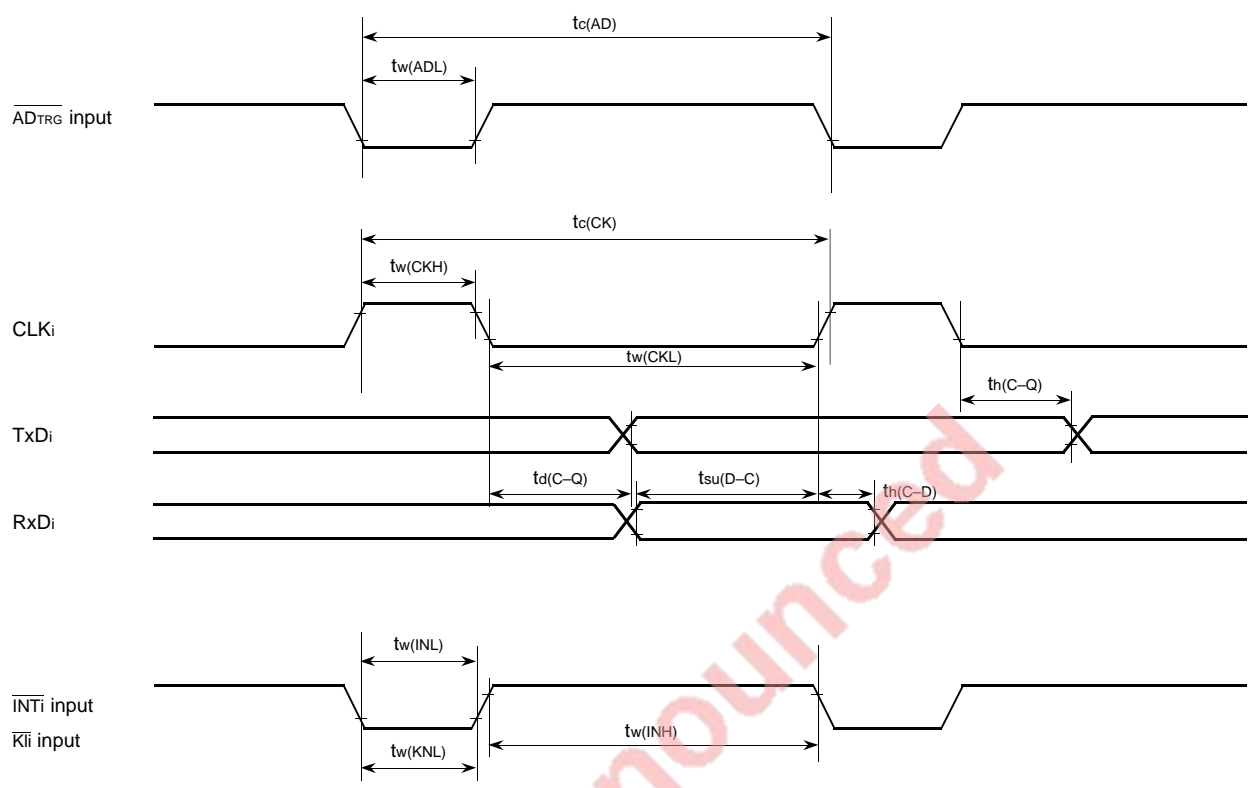 tc(AD)
tw(ADL)
ADTRG input
tc(CK)
tw(CKH)
CLKi
tw(CKL)
th(C–Q)
TxDi
td(C–Q)
tsu(D–C)
th(C–D)
RxDi
tw(INL)
INTi input
KIi input
tw(INH)
tw(KNL)
nounced